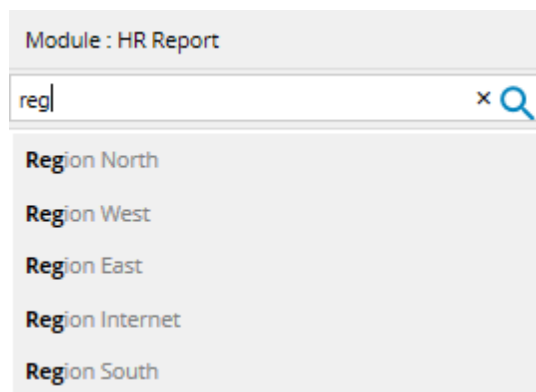 Module : HR Report
reg
Region North
Region West
Region East
Region Internet
Region South